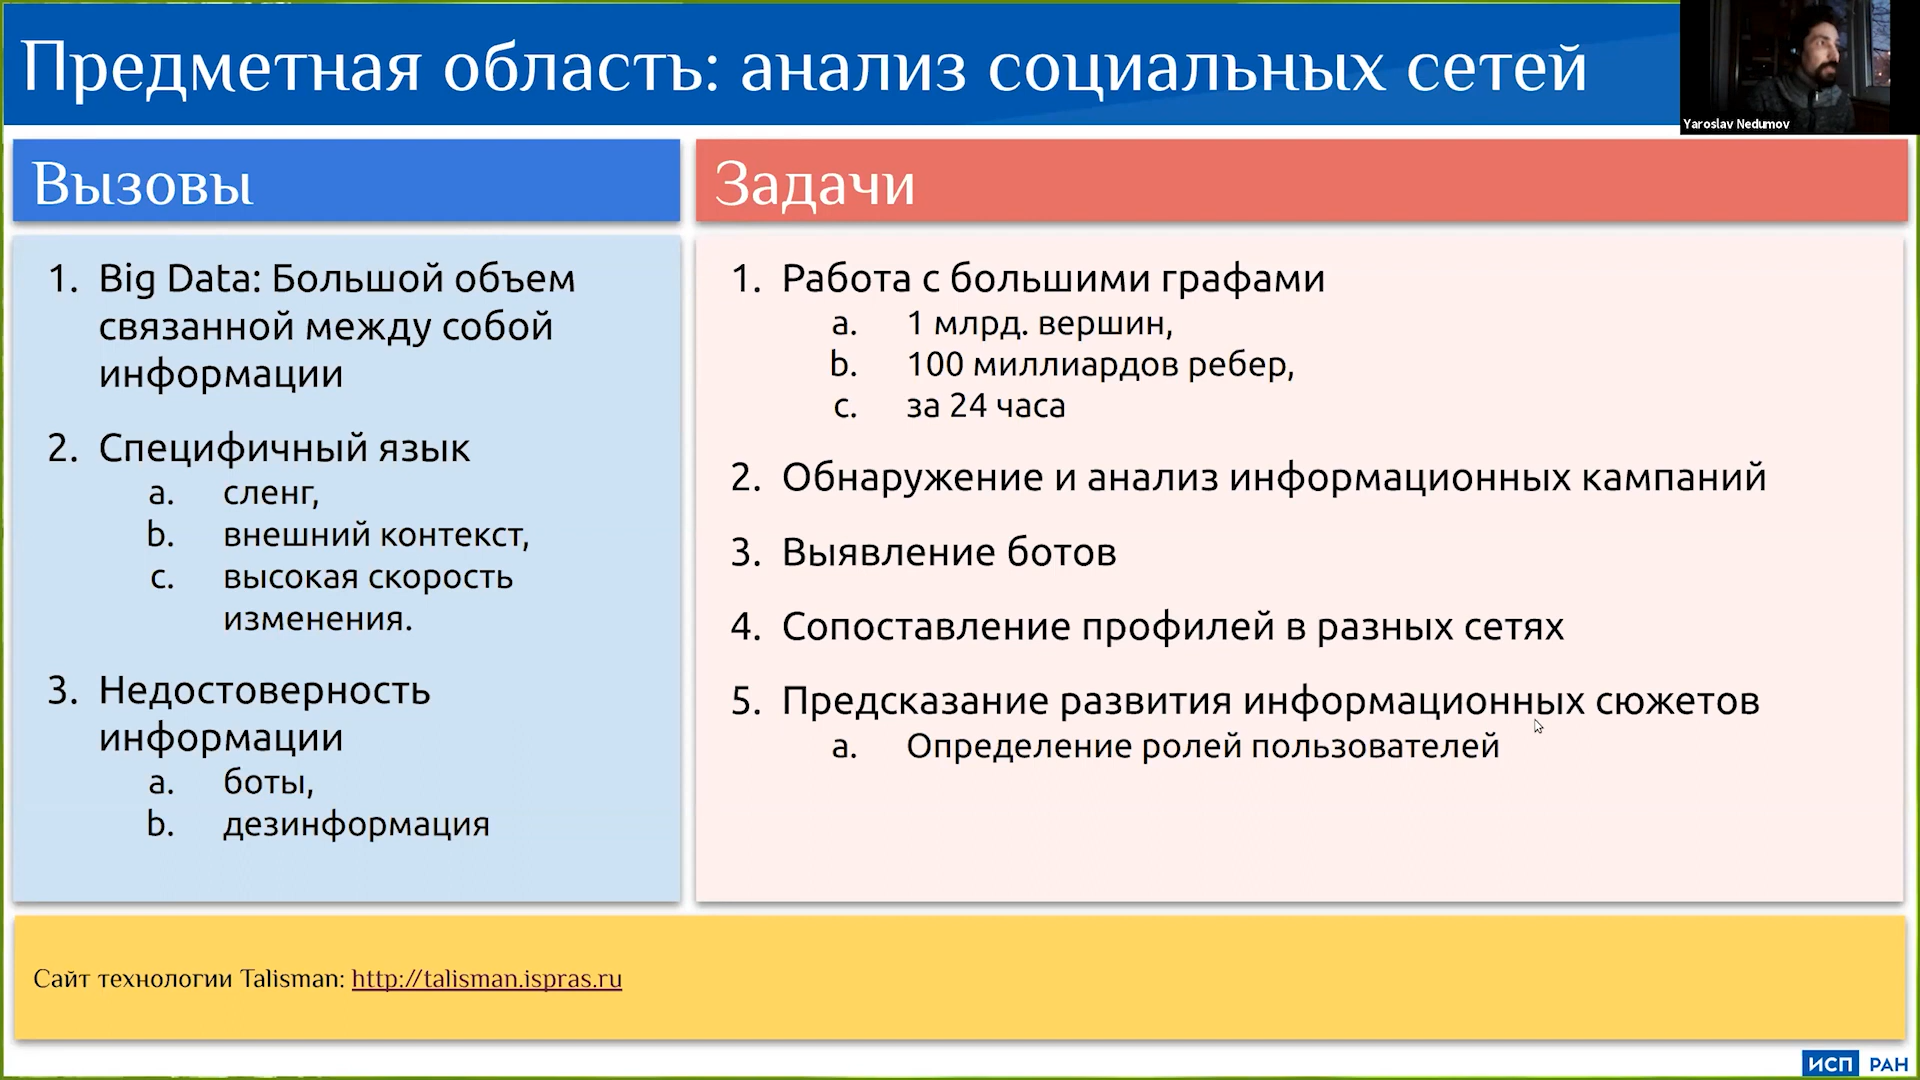 Предметная область: анализ социальных сетей
Yaroslav Nedumov
Вызовы
1. Big Data: Большой объем
связанной между собой
информации
2. Специфичный язык
a. сленг,
b. внешний контекст,
c. высокая скорость
изменения.
3. Недостоверность
информации
a. боты,
b. дезинформация
Задачи
1. Работа с большими графами
a. 1 млрд. вершин,
b. 100 миллиардов ребер,
c. за 24 часа
2. Обнаружение и анализ информационных кампаний
3. Выявление ботов
4. Сопоставление профилей в разных сетях
5. Предсказание развития информационных сюжетов
a. Определение ролей пользователей
Сайт технологии Talisman: http://talisman.ispras.ru
ИСП РАН